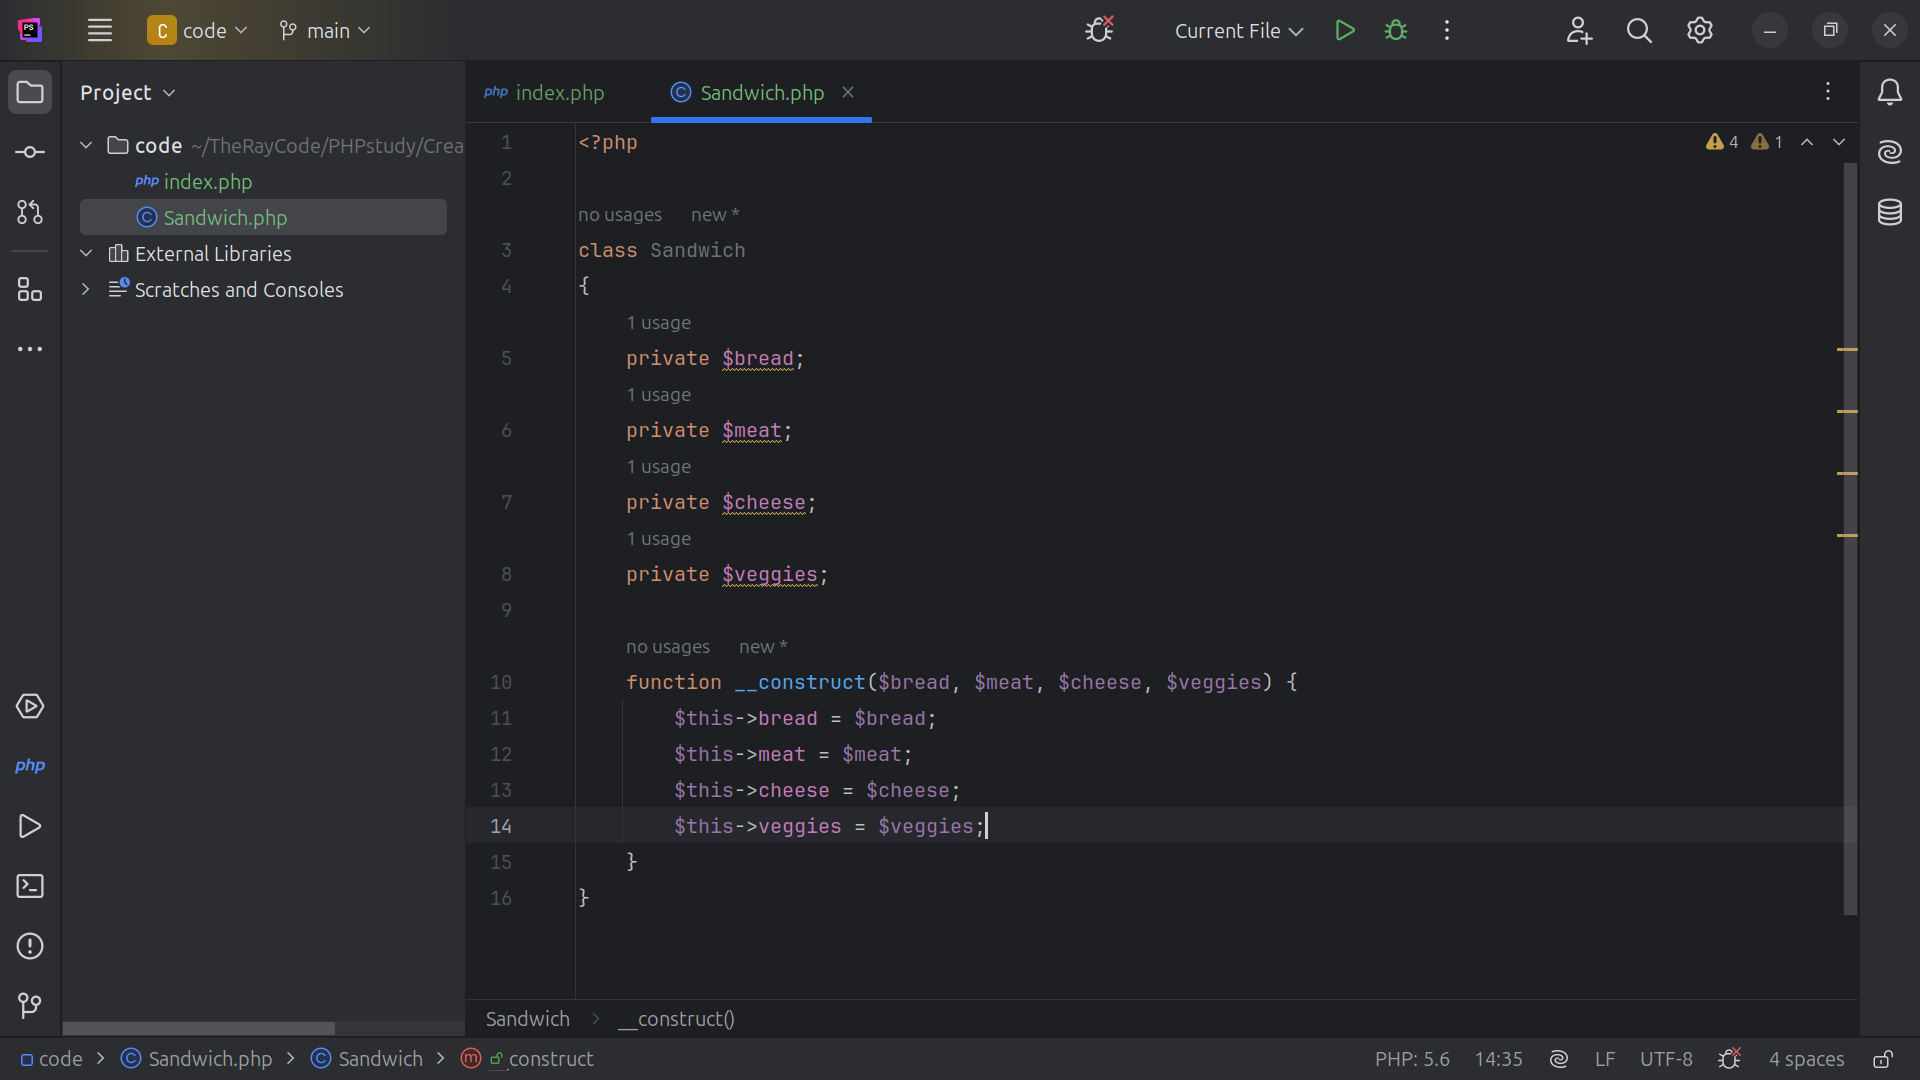 PS
C code main Current File
Project
code ~/TheRayCode/PHPstudy/Crea
php index.php
C Sandwich.php
External Libraries
Scratches and Consoles
php
php index.php C Sandwich.php
4 1
1 <?php
2
no usages new *
3 class Sandwich
4 {
1 usage
5 private $bread;
1 usage
6 private $meat;
1 usage
7 private $cheese;
1 usage
8 private $veggies;
9
no usages new *
10 function __construct($bread, $meat, $cheese, $veggies) {
11 $this->bread = $bread;
12 $this->meat = $meat;
13 $this->cheese = $cheese;
14 $this->veggies = $veggies;
15 }
16 }
Sandwich > __construct()
code > C Sandwich.php > C Sandwich > m __construct PHP: 5.6 14:35 LF UTF-8 4 spaces